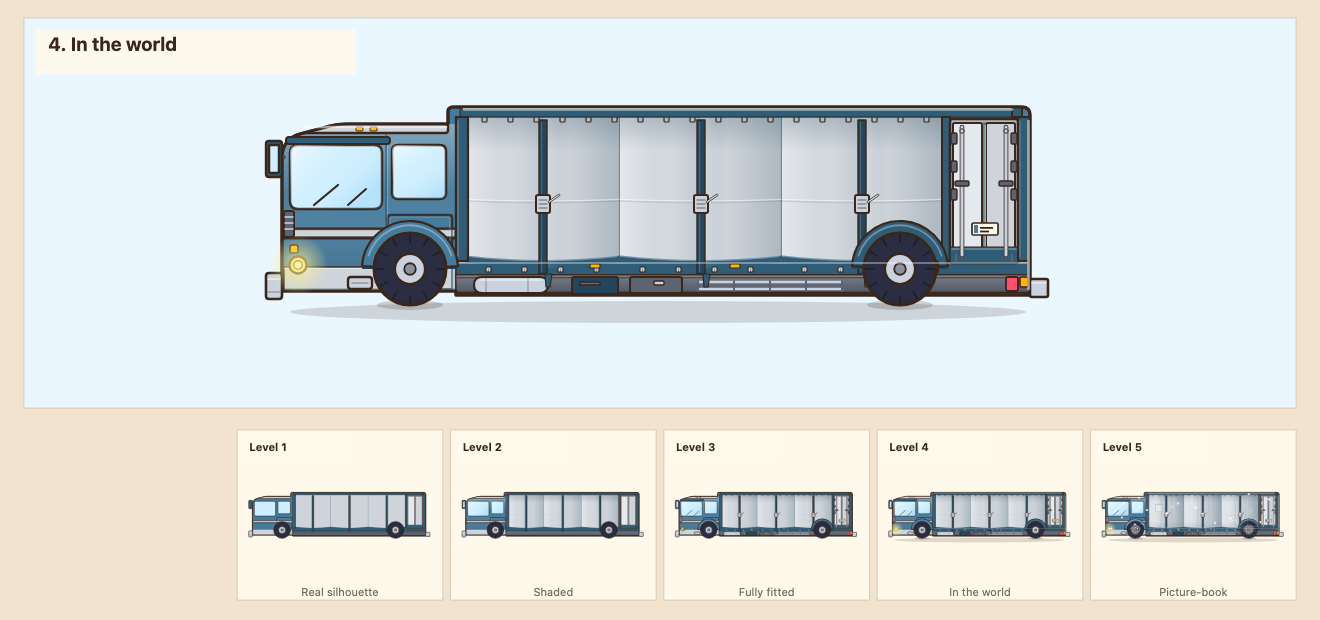 4. In the world
Level 1
Level 2
Level 3
Level 4
Level 5
Real silhouette
Shaded
Fully fitted
In the world
Picture-book